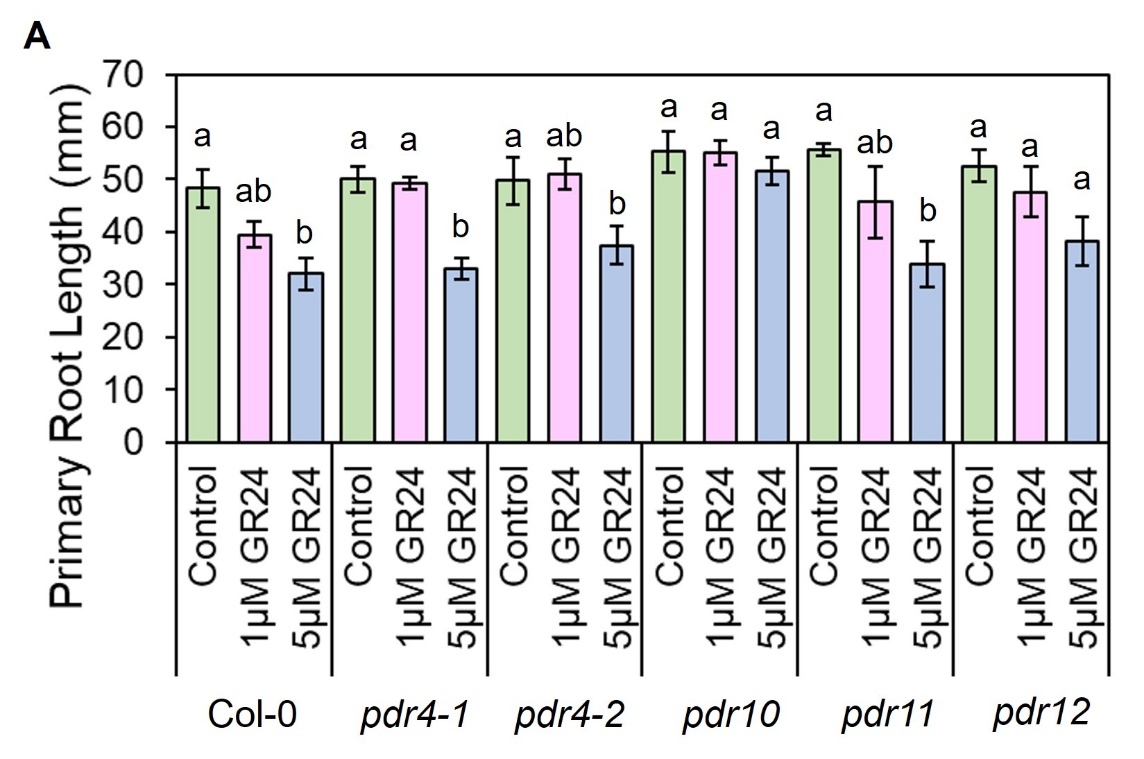 A
Primary Root Length (mm)
70
60
50
40
30
20
10
0
a ab b a a b a ab b a a a a ab b a a a
Control 1µM GR24 5µM GR24 Control 1µM GR24 5µM GR24 Control 1µM GR24 5µM GR24 Control 1µM GR24 5µM GR24 Control 1µM GR24 5µM GR24 Control 1µM GR24 5µM GR24
Col-0 pdr4-1 pdr4-2 pdr10 pdr11 pdr12